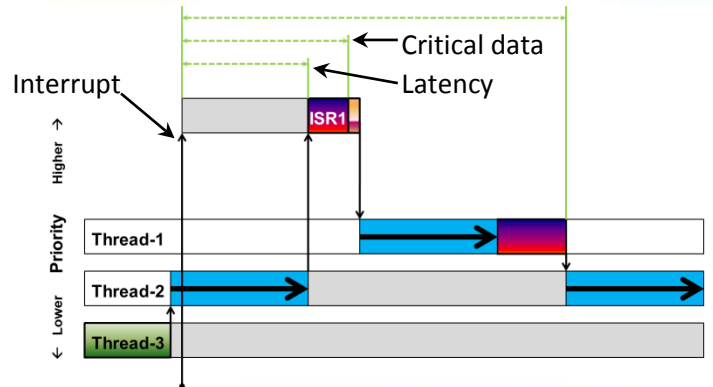 Critical data
Interrupt
Latency
ISR1
Higher →
Priority
← Lower
Thread-1
Thread-2
Thread-3